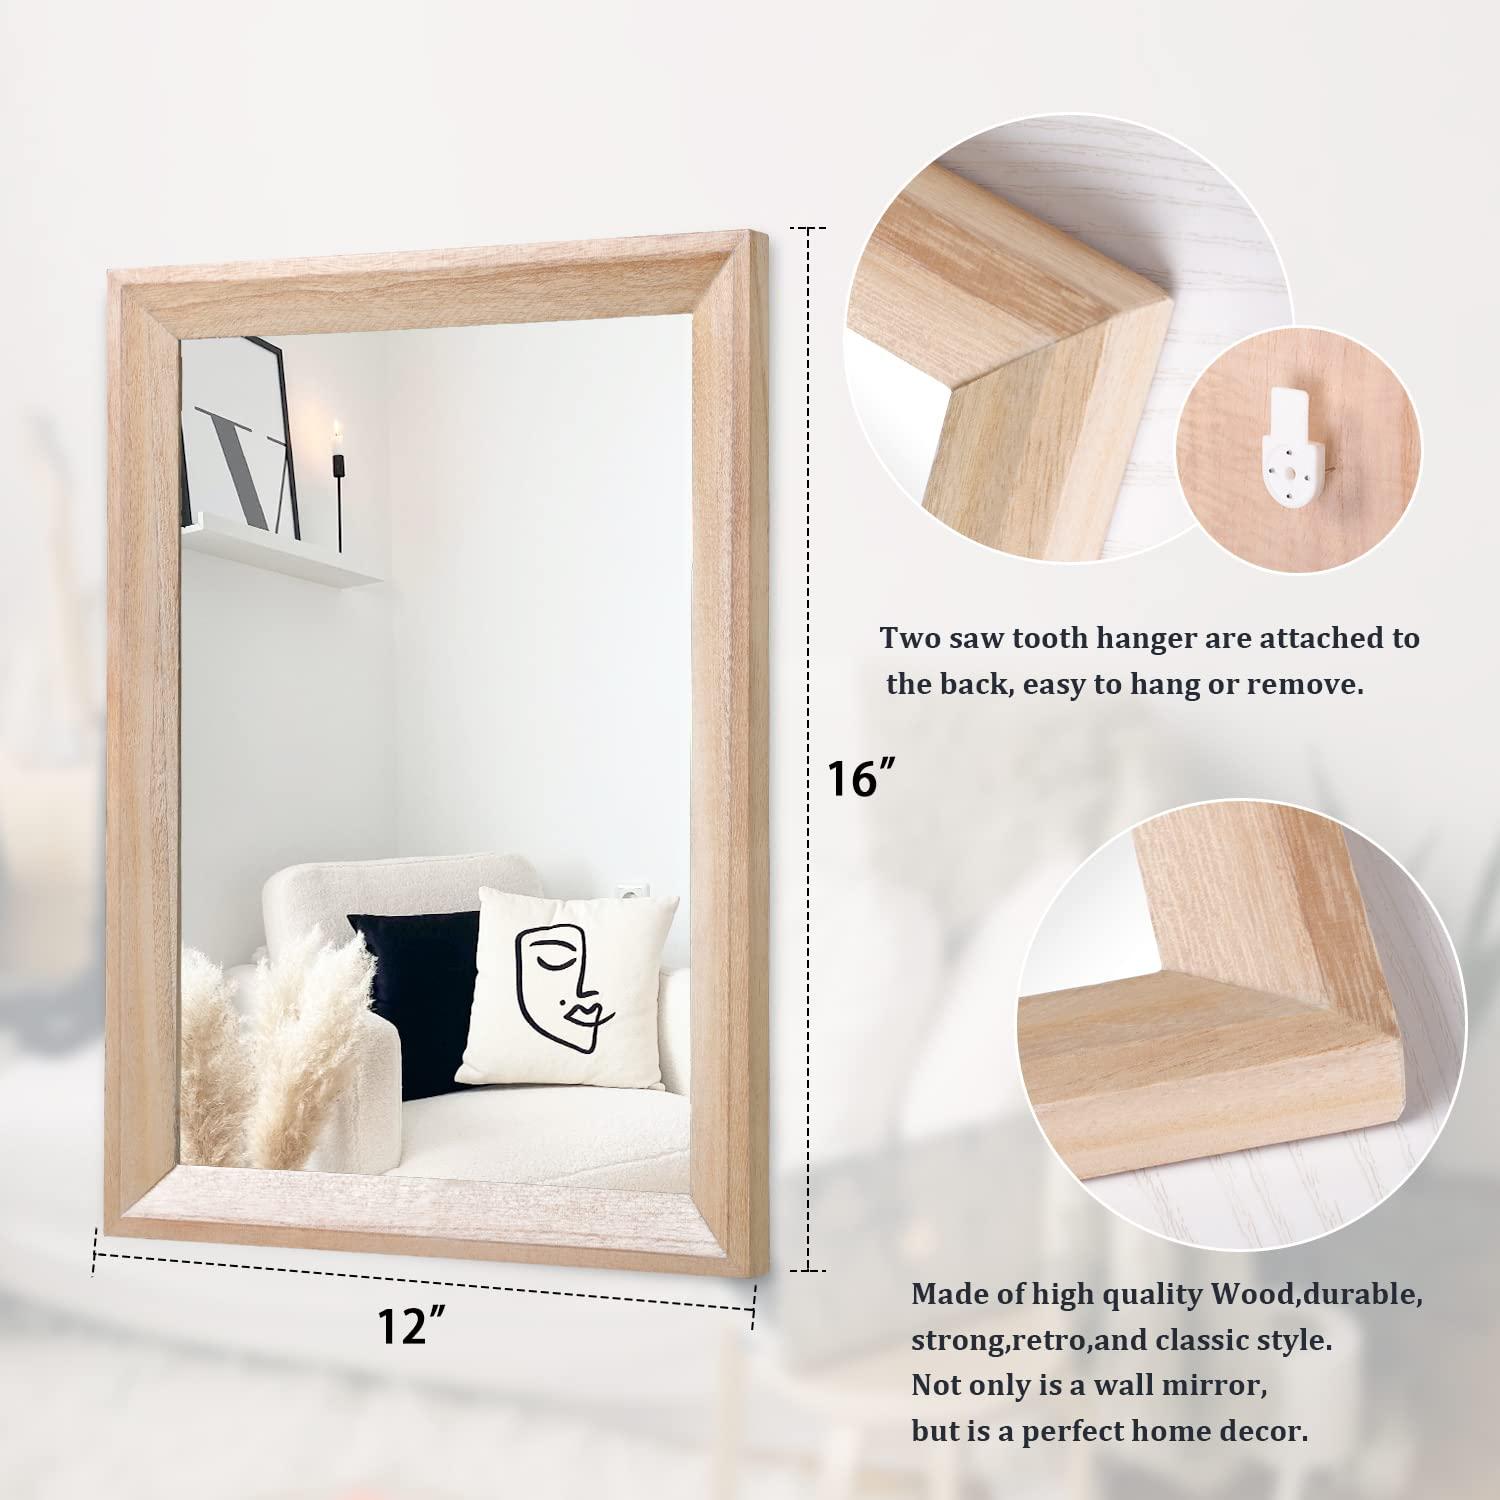 Two saw tooth hanger are attached to
the back, easy to hang or remove.
16″
12″
Made of high quality Wood,durable,
strong,retro,and classic style.
Not only is a wall mirror,
but is a perfect home decor.